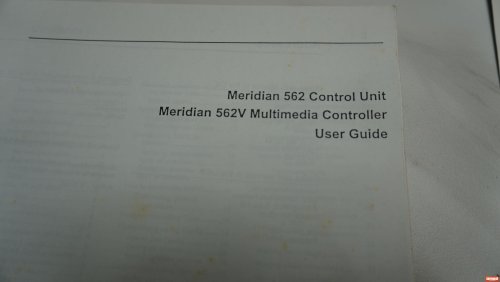 Meridian 562 Control Unit
Meridian 562V Multimedia Controller
User Guide